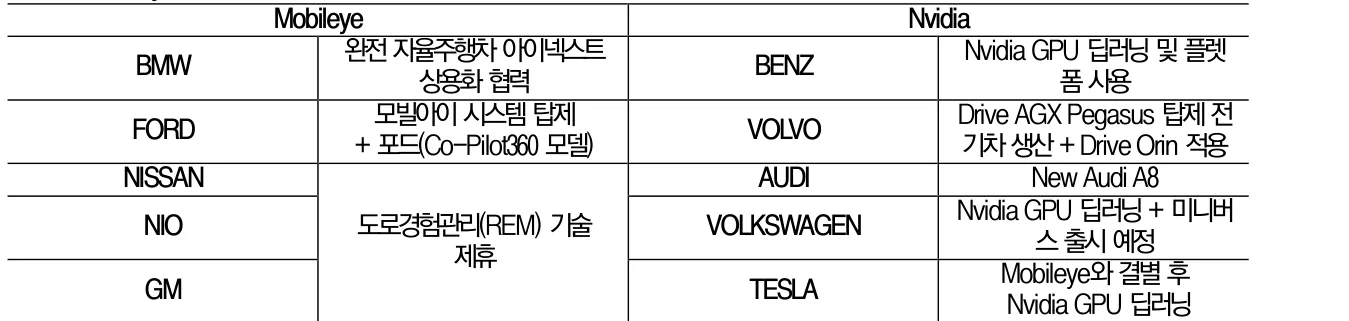 Mobileye
Nvidia
BMW
완전 자율주행차 아이넥스트
상용화 협력
BENZ
Nvidia GPU 딥러닝 및 플렛
폼 사용
FORD
모빌아이 시스템 탑제
+ 포드(Co-Pilot360 모델)
VOLVO
Drive AGX Pegasus 탑제 전
기차 생산 + Drive Orin 적용
NISSAN
도로경험관리(REM) 기술
제휴
AUDI
New Audi A8
NIO
VOLKSWAGEN
Nvidia GPU 딥러닝 + 미니버
스 출시 예정
GM
TESLA
Mobileye와 결별 후
Nvidia GPU 딥러닝